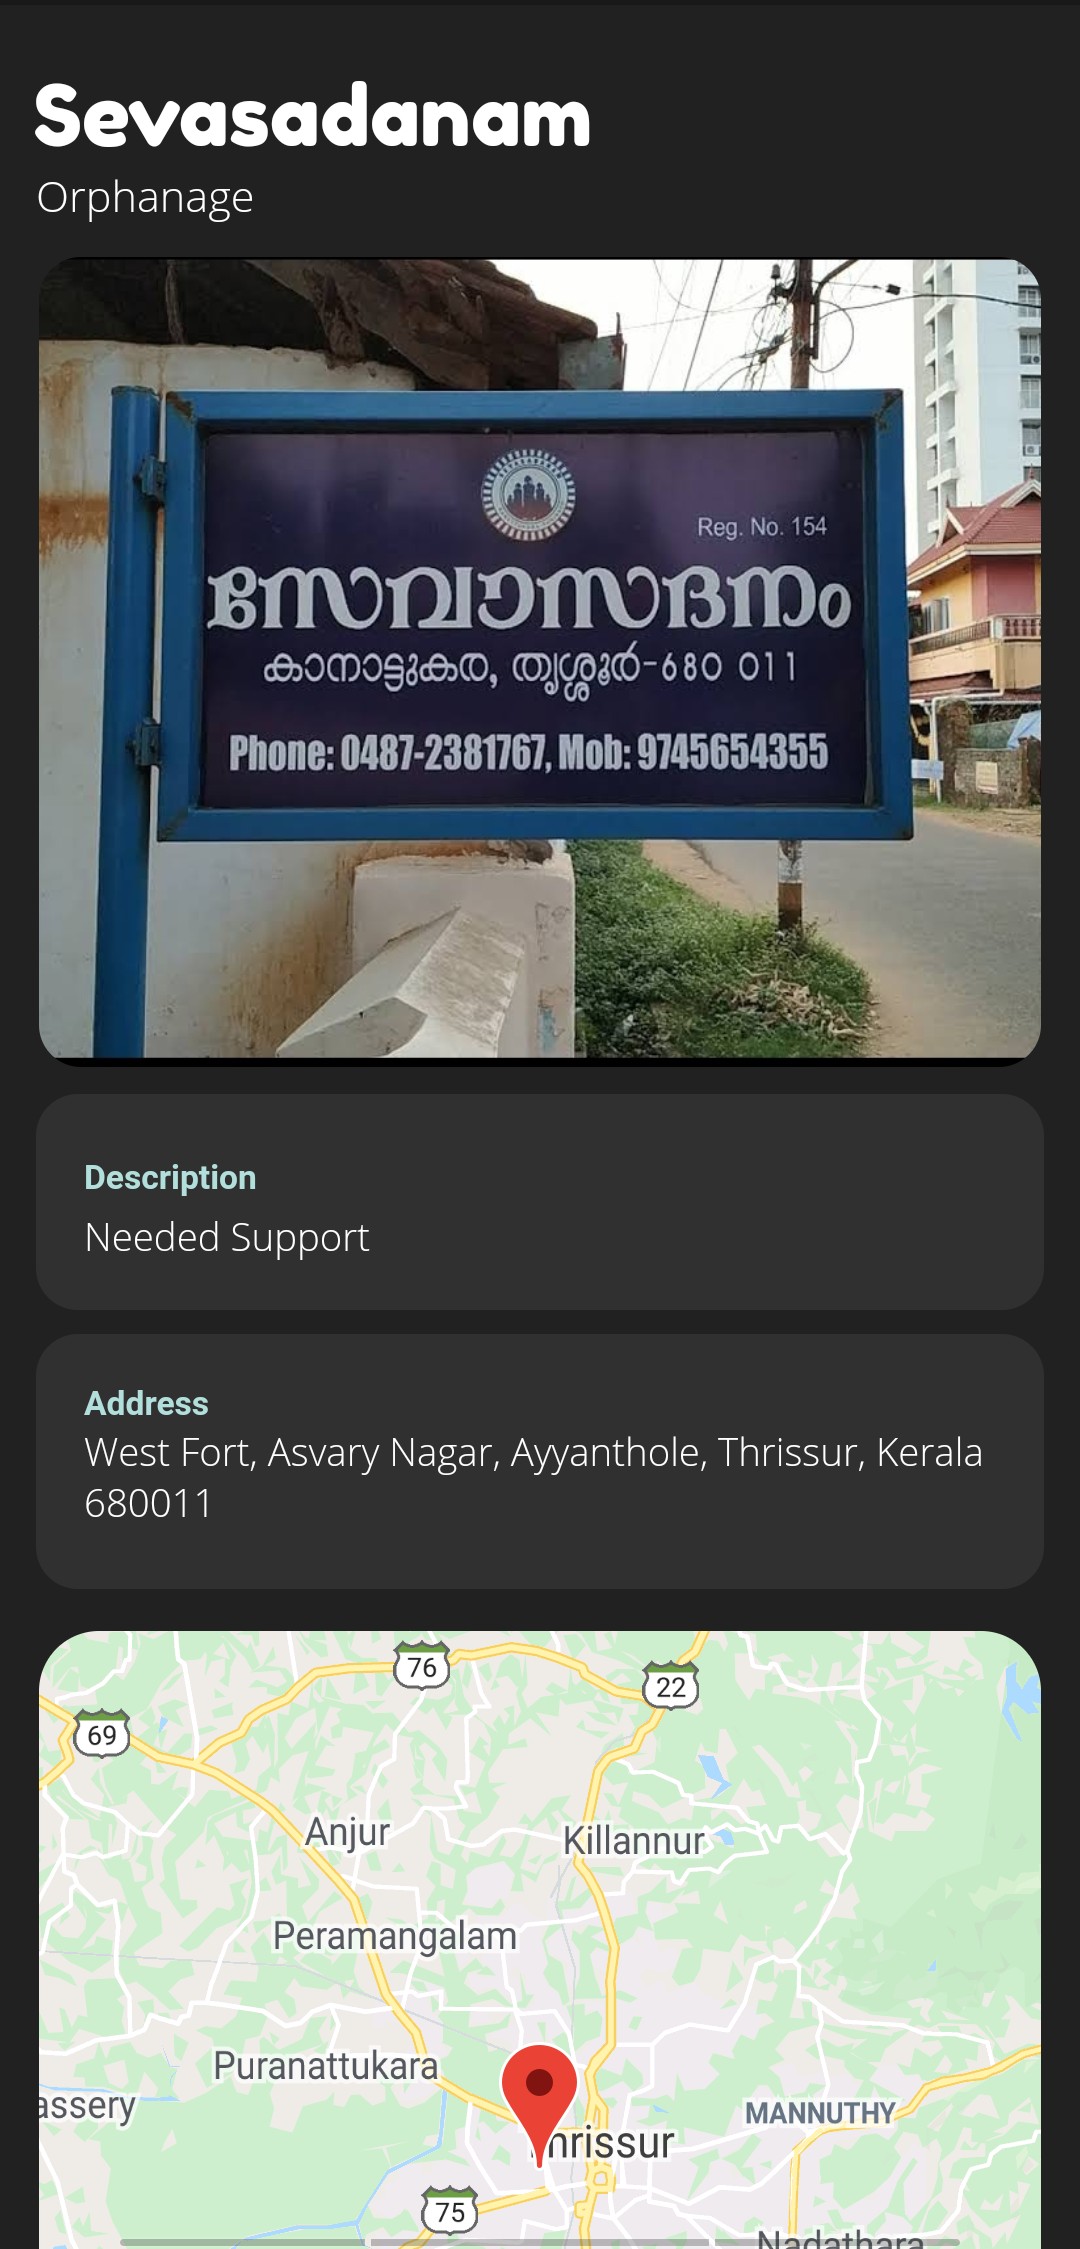 Sevasadanam
Orphanage
Reg. No. 154
സേവാസദനം
കാനാട്ടുകര, തൃശ്ശൂർ-680 011
Phone: 0487-2381767, Mob: 9745654355
Description
Needed Support
Address
West Fort, Asvary Nagar, Ayyanthole, Thrissur, Kerala
680011
76
22
69
Anjur
Killannur
Peramangalam
Puranattukara
assery
MANNUTHY
hrissur
75
Nadathara